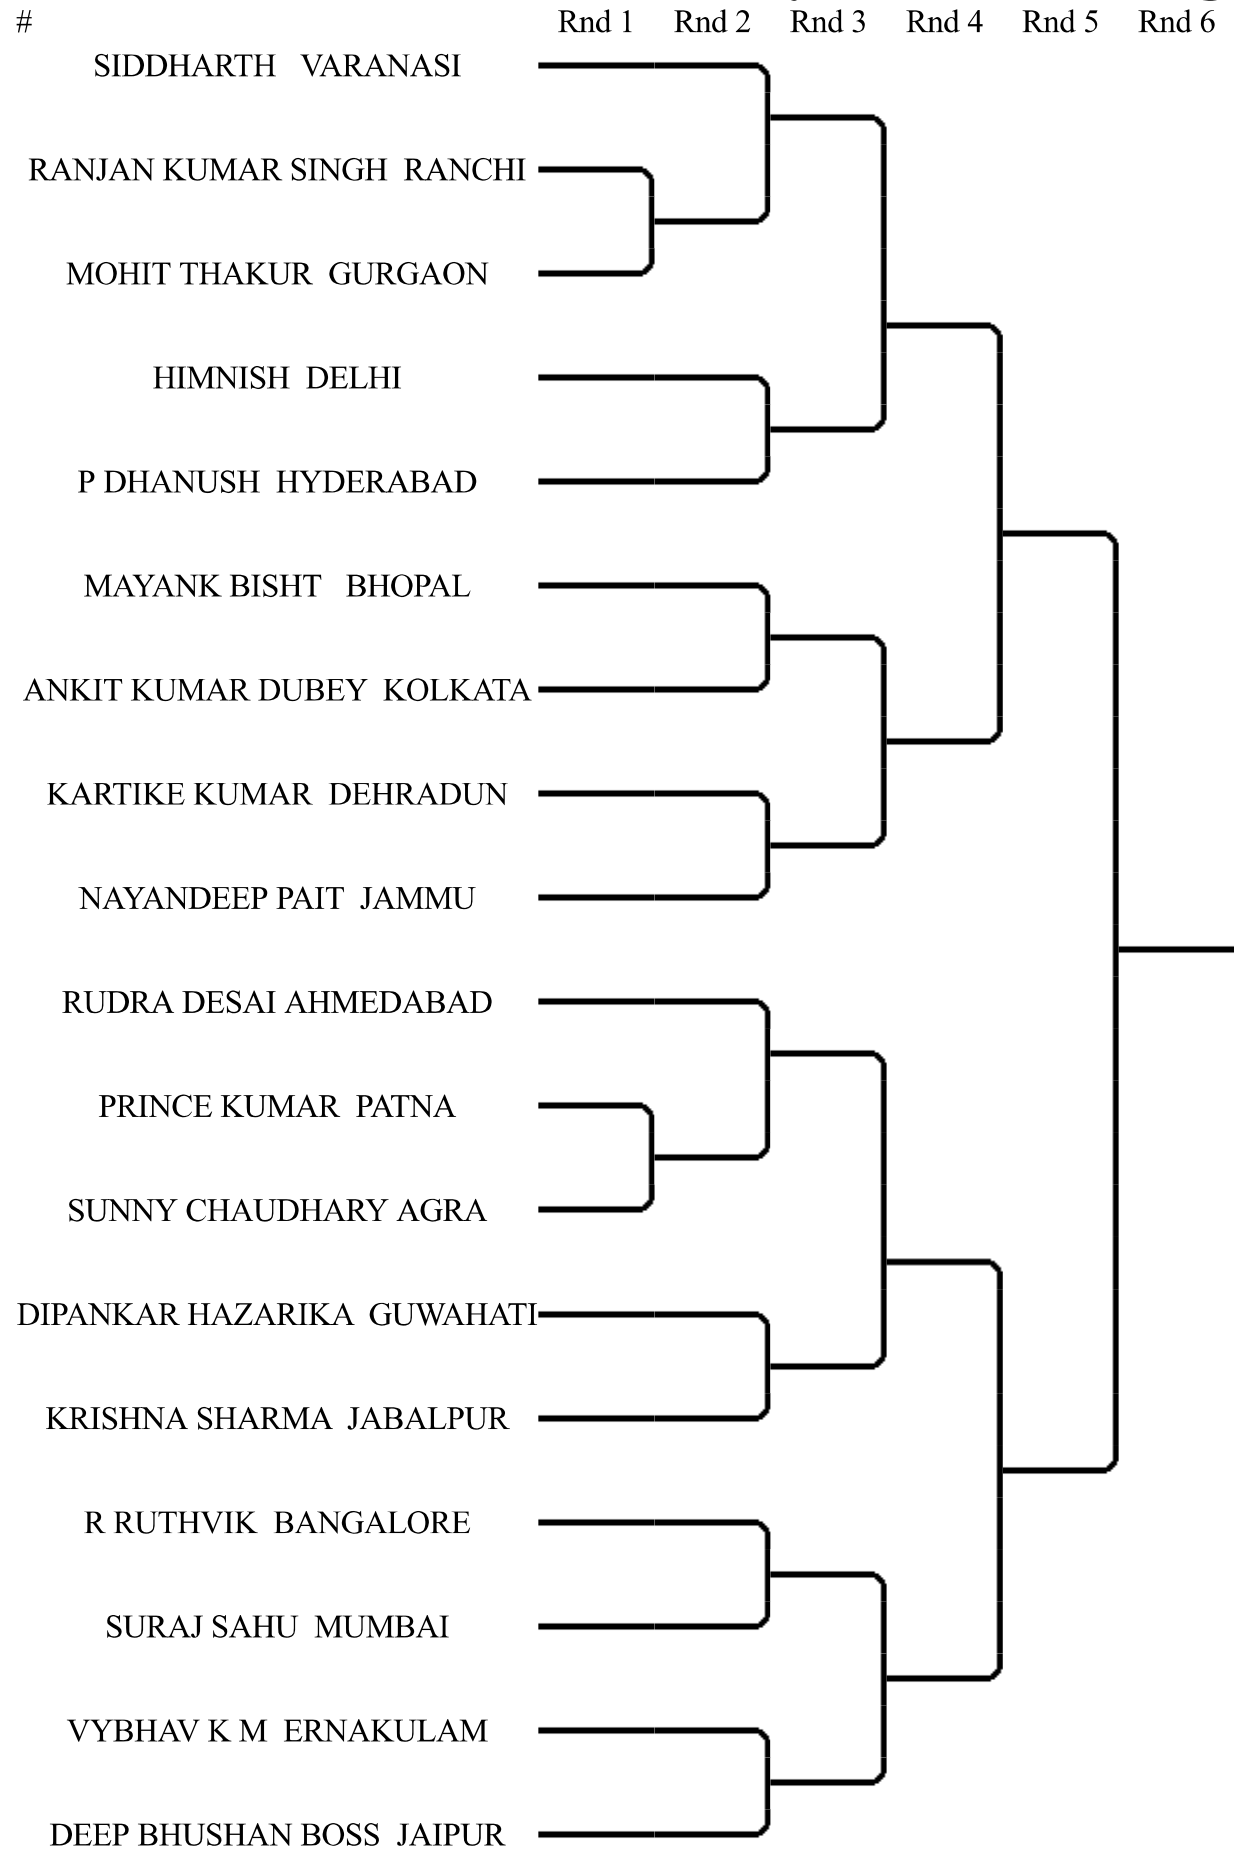 # Rnd 1 Rnd 2 Rnd 3 Rnd 4 Rnd 5 Rnd 6
SIDDHARTH VARANASI
RANJAN KUMAR SINGH RANCHI
MOHIT THAKUR GURGAON
HIMNISH DELHI
P DHANUSH HYDERABAD
MAYANK BISHT BHOPAL
ANKIT KUMAR DUBEY KOLKATA
KARTIKE KUMAR DEHRADUN
NAYANDEEP PAIT JAMMU
RUDRA DESAI AHMEDABAD
PRINCE KUMAR PATNA
SUNNY CHAUDHARY AGRA
DIPANKAR HAZARIKA GUWAHATI
KRISHNA SHARMA JABALPUR
R RUTHVIK BANGALORE
SURAJ SAHU MUMBAI
VYBHAV K M ERNAKULAM
DEEP BHUSHAN BOSS JAIPUR